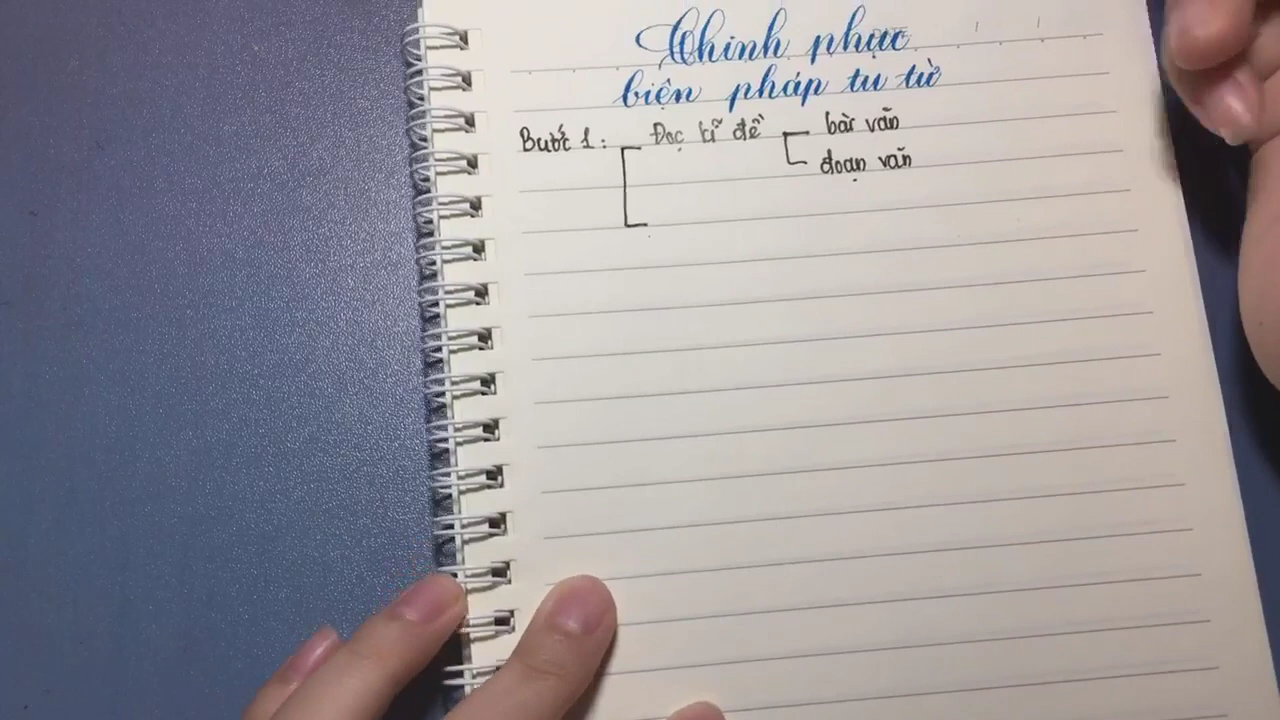 Chinh phục
biện pháp tu từ
Bước 1: Đọc kĩ đề bài văn
đoạn văn